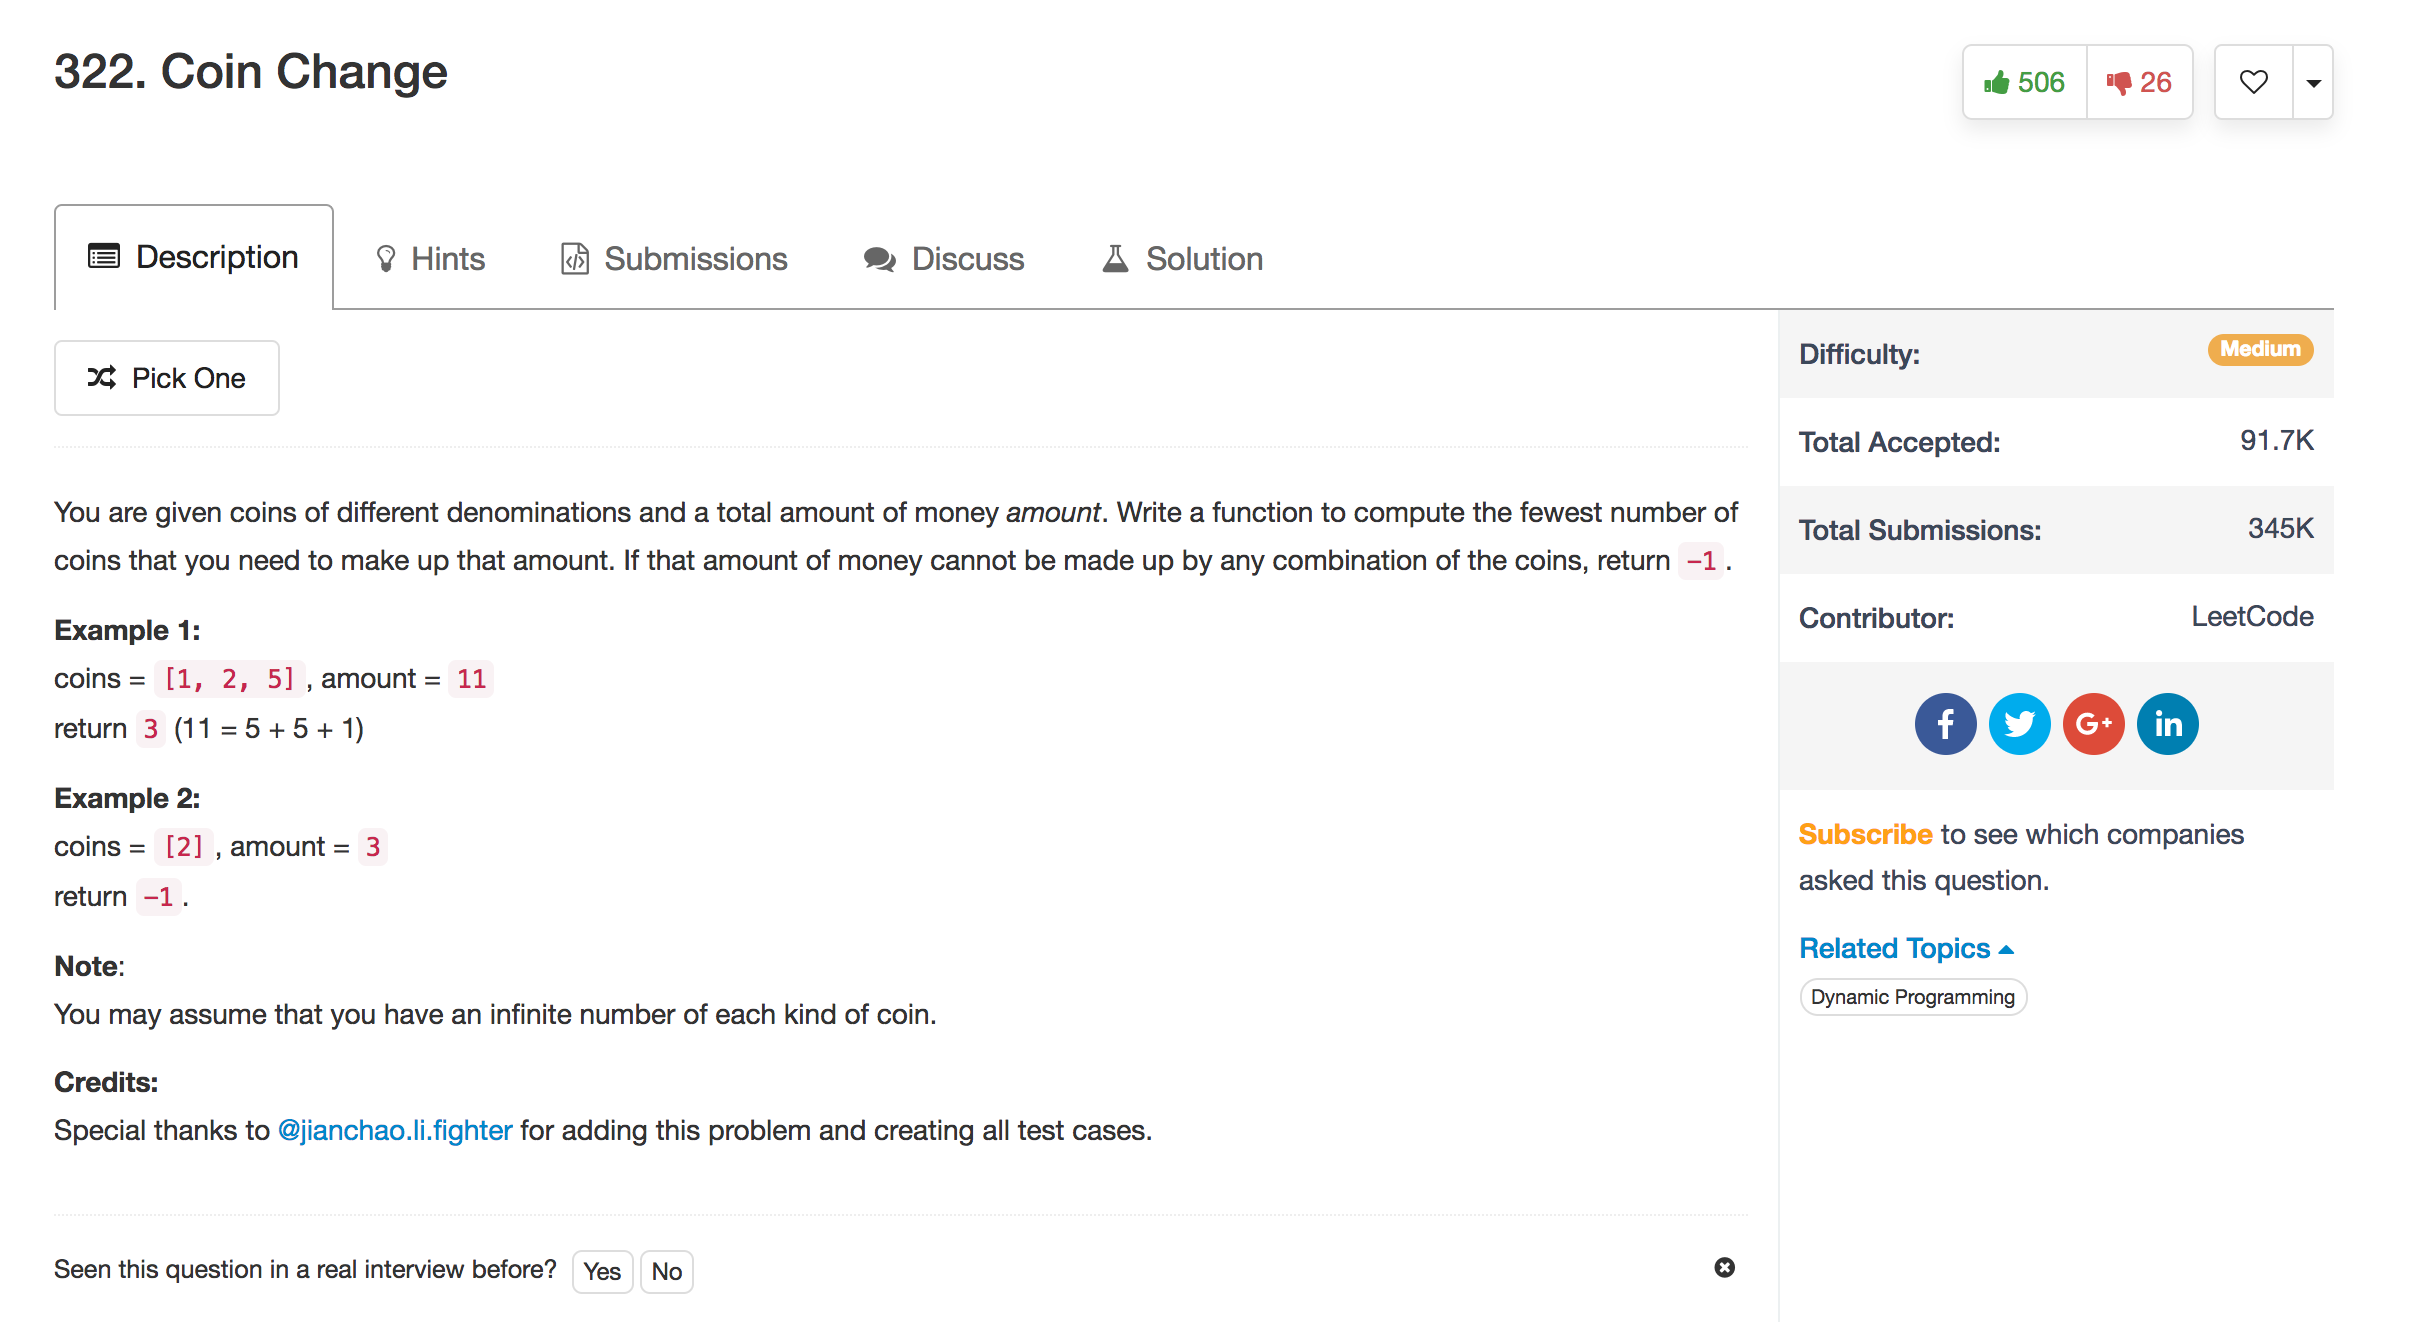 322. Coin Change
506
26
Description
Hints
Submissions
Discuss
Solution
Pick One
You are given coins of different denominations and a total amount of money amount. Write a function to compute the fewest number of
coins that you need to make up that amount. If that amount of money cannot be made up by any combination of the coins, return -1.
Example 1:
coins = [1, 2, 5], amount = 11
return 3 (11 = 5 + 5 + 1)
Example 2:
coins = [2], amount = 3
return -1.
Note:
You may assume that you have an infinite number of each kind of coin.
Credits:
Special thanks to @jianchao.li.fighter for adding this problem and creating all test cases.
Seen this question in a real interview before? Yes No
Difficulty: Medium
Total Accepted: 91.7K
Total Submissions: 345K
Contributor: LeetCode
f G+ in
Subscribe to see which companies
asked this question.
Related Topics
Dynamic Programming